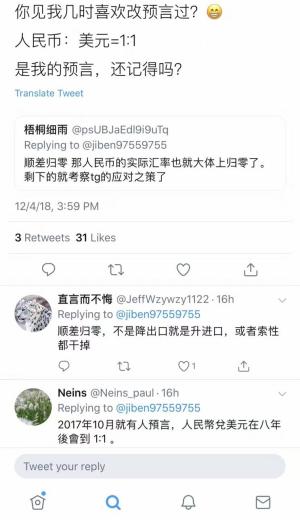 你见我几时喜欢改预言过？😁
人民币：美元=1:1
是我的预言，还记得吗？
Translate Tweet
梧桐细雨 @psUBJaEdl9i9uTq
Replying to @jiben97559755
顺差归零 那人民币的实际汇率也就大体上归零了。
剩下的就考察tg的应对之策了
12/4/18, 3:59 PM
3 Retweets 31 Likes
直言而不悔 @JeffWzywzy1122 · 16h
Replying to @jiben97559755
顺差归零，不是降出口就是升进口，或者索性
都干掉
1
Neins @Neins_paul · 16h
Replying to @jiben97559755
2017年10月就有人預言，人民幣兌美元在八年
後會到 1:1 。
Tweet your reply